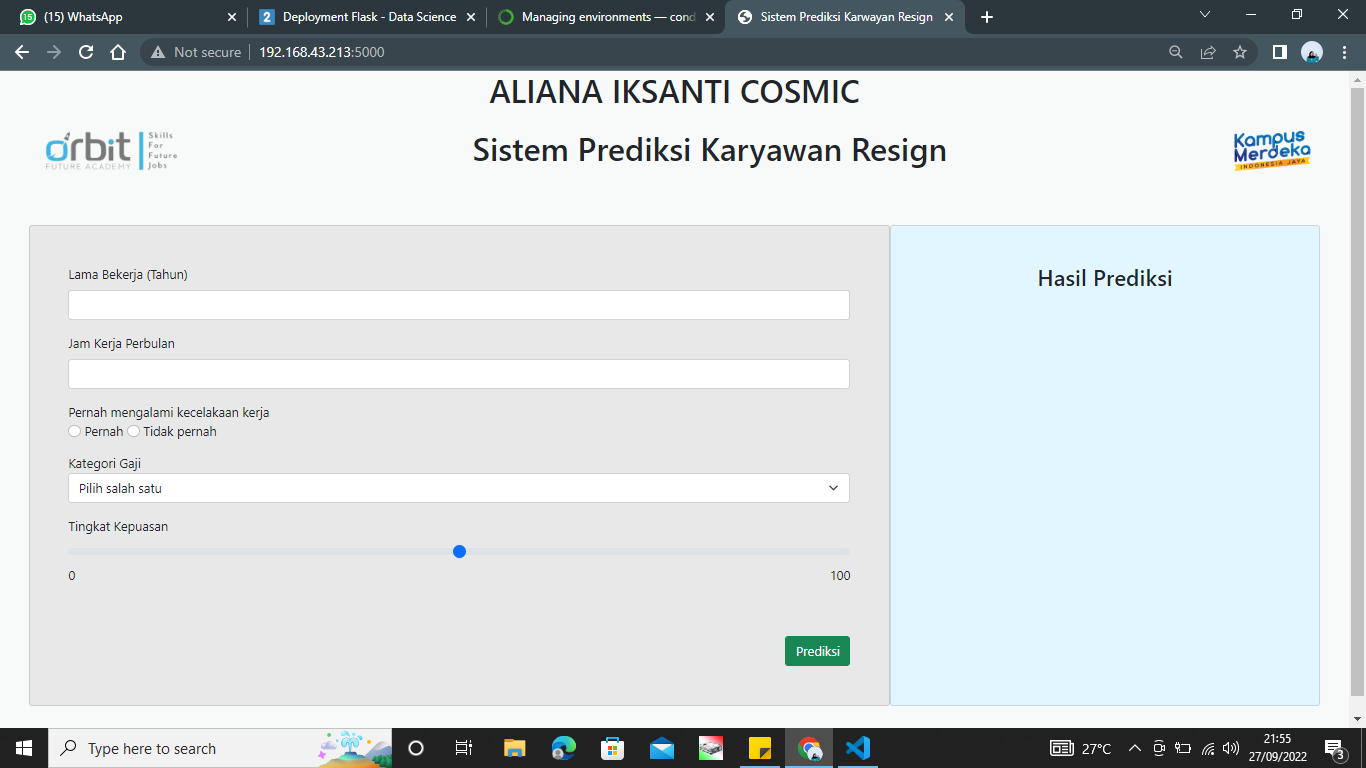 (15) WhatsApp
Deployment Flask - Data Science
Managing environments — cond
Sistem Prediksi Karwayan Resign
Not secure 192.168.43.213:5000
ALIANA IKSANTI COSMIC
orbit
FUTURE ACADEMY
Skills
For
Future
Jobs
Sistem Prediksi Karyawan Resign
Kampus
Merdeka
INDONESIA JAYA
Lama Bekerja (Tahun)
Jam Kerja Perbulan
Pernah mengalami kecelakaan kerja
Pernah Tidak pernah
Kategori Gaji
Pilih salah satu
Tingkat Kepuasan
0 100
Prediksi
Hasil Prediksi
Type here to search
27°C
21:55
27/09/2022
3